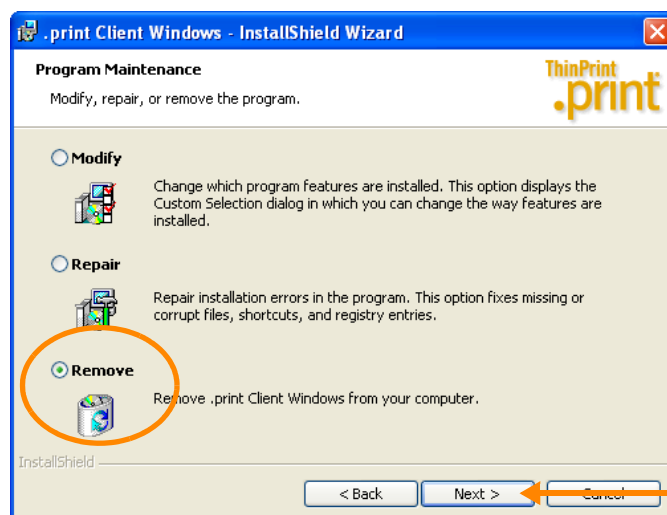 .print Client Windows - InstallShield Wizard
Program Maintenance
Modify, repair, or remove the program.
ThinPrint
.print
Modify
Change which program features are installed. This option displays the
Custom Selection dialog in which you can change the way features are
installed.
Repair
Repair installation errors in the program. This option fixes missing or
corrupt files, shortcuts, and registry entries.
Remove
Remove .print Client Windows from your computer.
InstallShield
< Back
Next >
Cancel